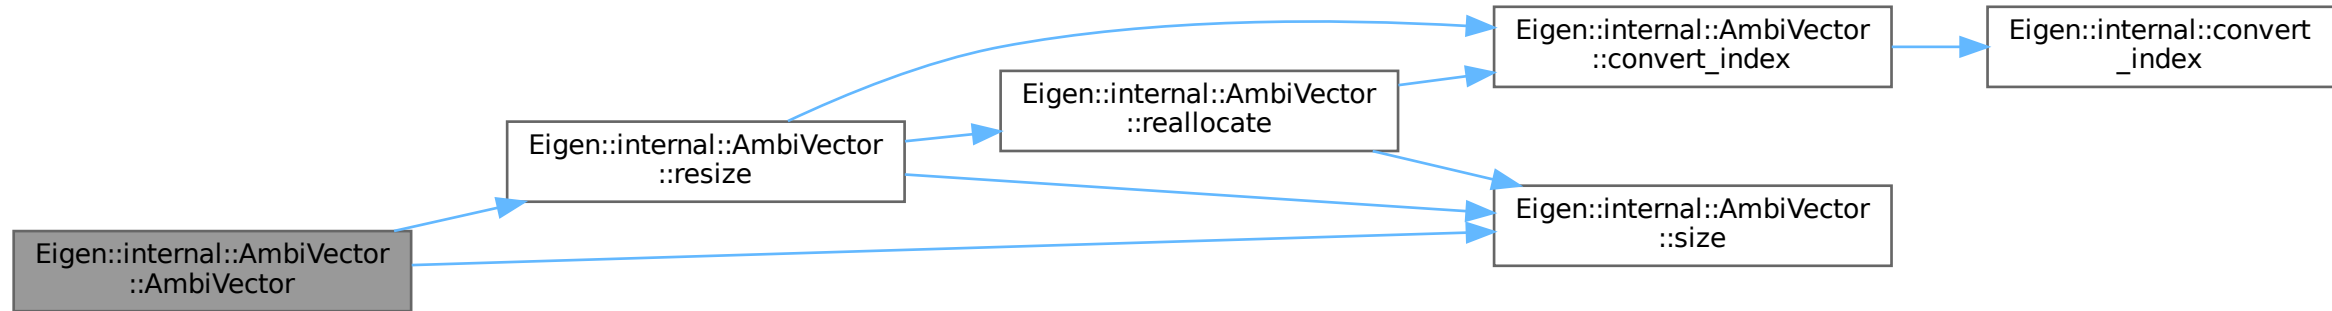 Eigen::internal::AmbiVector
::AmbiVector
Eigen::internal::AmbiVector
::resize
Eigen::internal::AmbiVector
::reallocate
Eigen::internal::AmbiVector
::convert_index
Eigen::internal::convert
_index
Eigen::internal::AmbiVector
::size